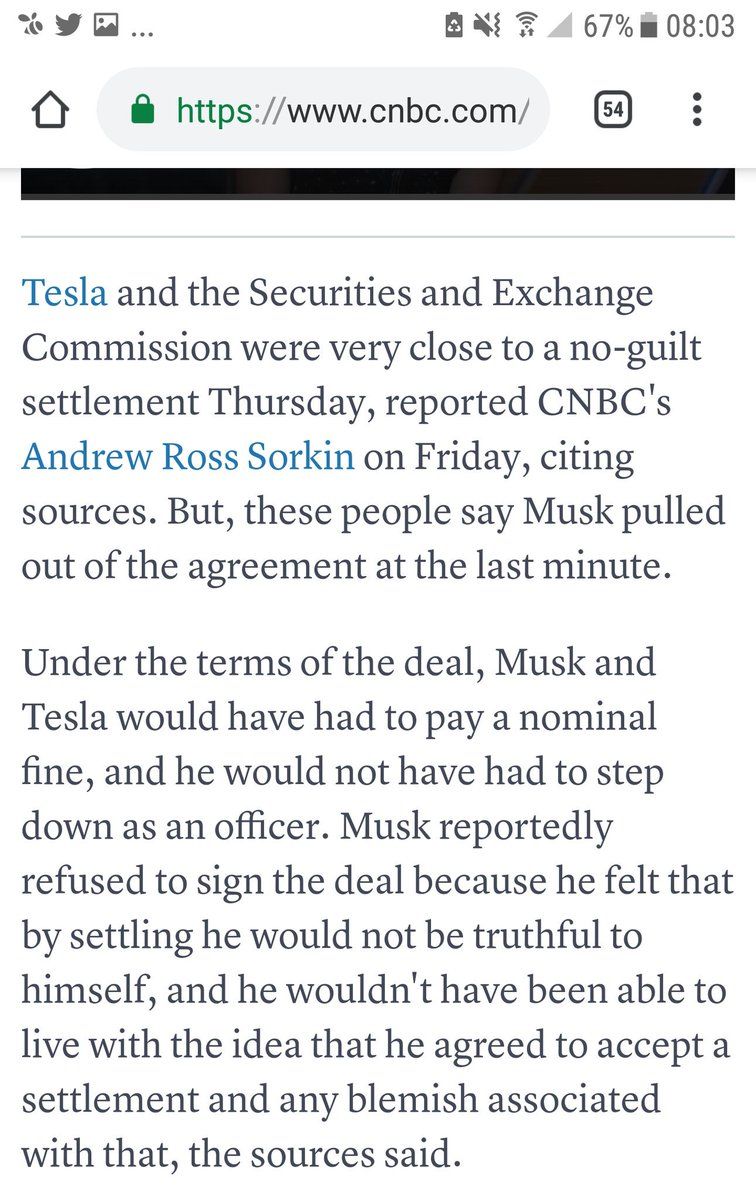 ... 67% 08:03
https://www.cnbc.com/ 54
Tesla and the Securities and Exchange
Commission were very close to a no-guilt
settlement Thursday, reported CNBC's
Andrew Ross Sorkin on Friday, citing
sources. But, these people say Musk pulled
out of the agreement at the last minute.
Under the terms of the deal, Musk and
Tesla would have had to pay a nominal
fine, and he would not have had to step
down as an officer. Musk reportedly
refused to sign the deal because he felt that
by settling he would not be truthful to
himself, and he wouldn't have been able to
live with the idea that he agreed to accept a
settlement and any blemish associated
with that, the sources said.